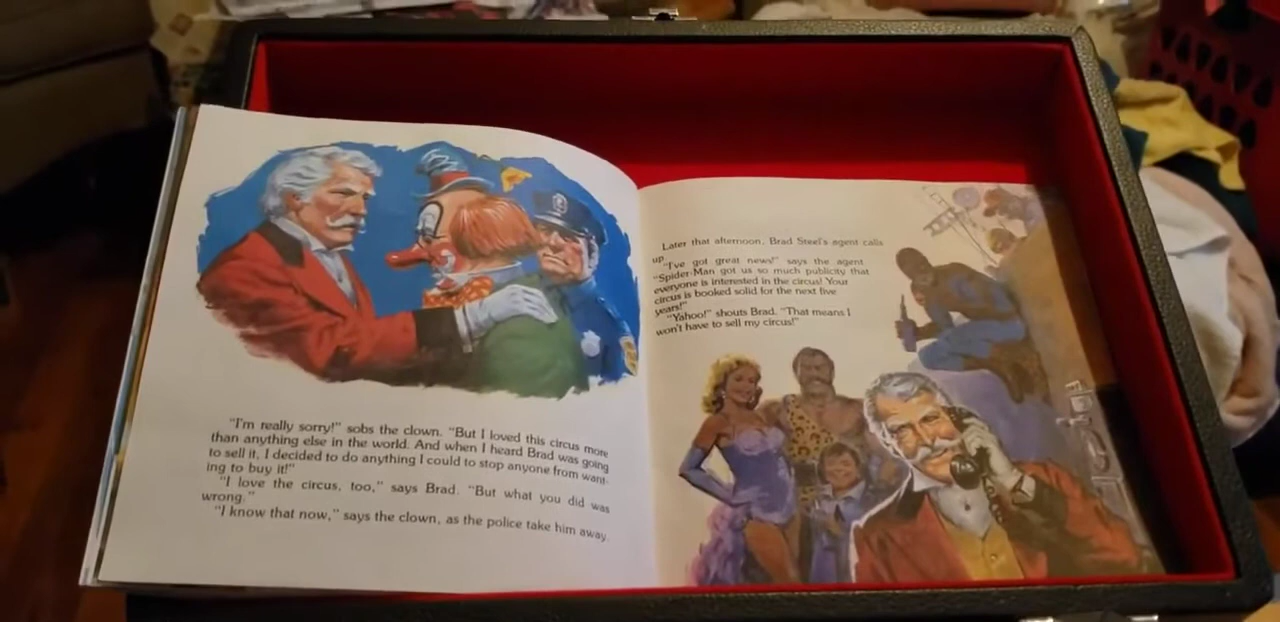 "I'm really sorry!" sobs the clown. "But I loved this circus more
than anything else in the world. And when I heard Brad was going
to sell it, I decided to do anything I could to stop anyone from want-
ing to buy it!"
"I love the circus, too," says Brad. "But what you did was
wrong."
"I know that now," says the clown, as the police take him away.
Later that afternoon, Brad Steel's agent calls
up.
"I've got great news!" says the agent.
"Spider-Man got us so much publicity that
everyone is interested in the circus! Your
circus is booked solid for the next five
years!"
"Yahoo!" shouts Brad. "That means I
won't have to sell my circus!"